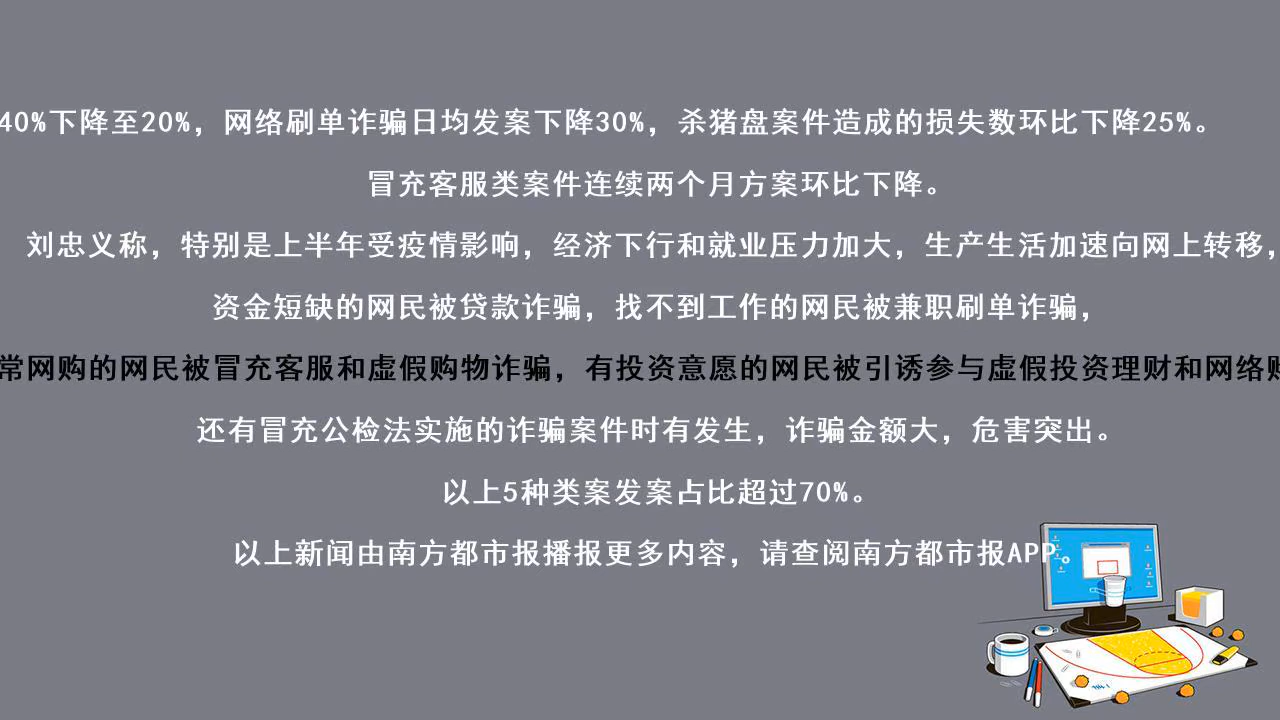 40%下降至20%，网络刷单诈骗日均发案下降30%，杀猪盘案件造成的损失数环比下降25%。
冒充客服类案件连续两个月方案环比下降。
刘忠义称，特别是上半年受疫情影响，经济下行和就业压力加大，生产生活加速向网上转移，
资金短缺的网民被贷款诈骗，找不到工作的网民被兼职刷单诈骗，
常网购的网民被冒充客服和虚假购物诈骗，有投资意愿的网民被引诱参与虚假投资理财和网络
还有冒充公检法实施的诈骗案件时有发生，诈骗金额大，危害突出。
以上5种类案发案占比超过70%。
以上新闻由南方都市报播报更多内容，请查阅南方都市报APP。